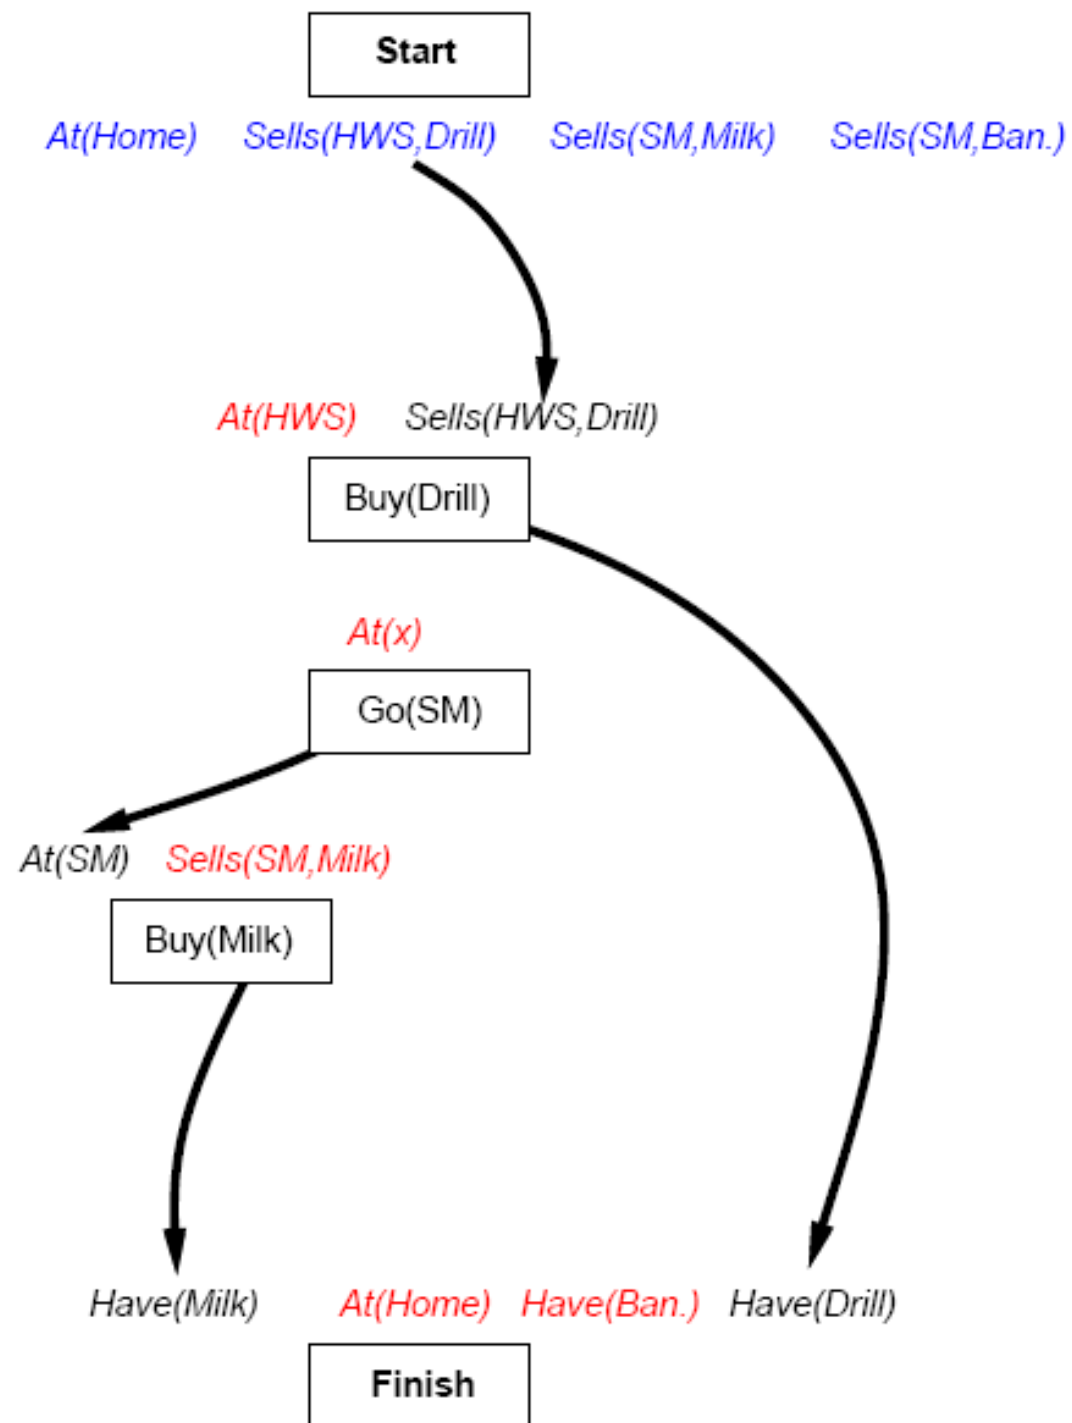 Start
At(Home) Sells(HWS,Drill) Sells(SM,Milk) Sells(SM,Ban.)
At(HWS) Sells(HWS,Drill)
Buy(Drill)
At(x)
Go(SM)
At(SM) Sells(SM,Milk)
Buy(Milk)
Have(Milk) At(Home) Have(Ban.) Have(Drill)
Finish